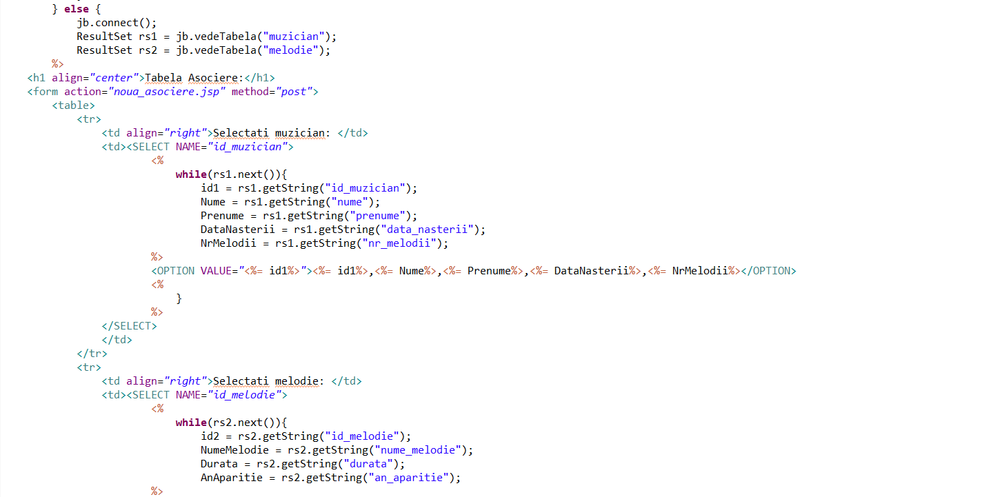 } else {
jb.connect();
ResultSet rs1 = jb.vedeTabela("muzician");
ResultSet rs2 = jb.vedeTabela("melodie");
%>
<h1 align="center">Tabela Asociere:</h1>
<form action="noua_asociere.jsp" method="post">
<table>
<tr>
<td align="right">Selectati muzician: </td>
<td><SELECT NAME="id_muzician">
<%
while(rs1.next()){
id1 = rs1.getString("id_muzician");
Nume = rs1.getString("nume");
Prenume = rs1.getString("prenume");
DataNasterii = rs1.getString("data_nasterii");
NrMelodii = rs1.getString("nr_melodii");
%>
<OPTION VALUE="<%= id1%>"><%= id1%>,<%= Nume%>,<%= Prenume%>,<%= DataNasterii%>,<%= NrMelodii%></OPTION>
<%
}
%>
</SELECT>
</td>
</tr>
<tr>
<td align="right">Selectati melodie: </td>
<td><SELECT NAME="id_melodie">
<%
while(rs2.next()){
id2 = rs2.getString("id_melodie");
NumeMelodie = rs2.getString("nume_melodie");
Durata = rs2.getString("durata");
AnAparitie = rs2.getString("an_aparitie");
%>